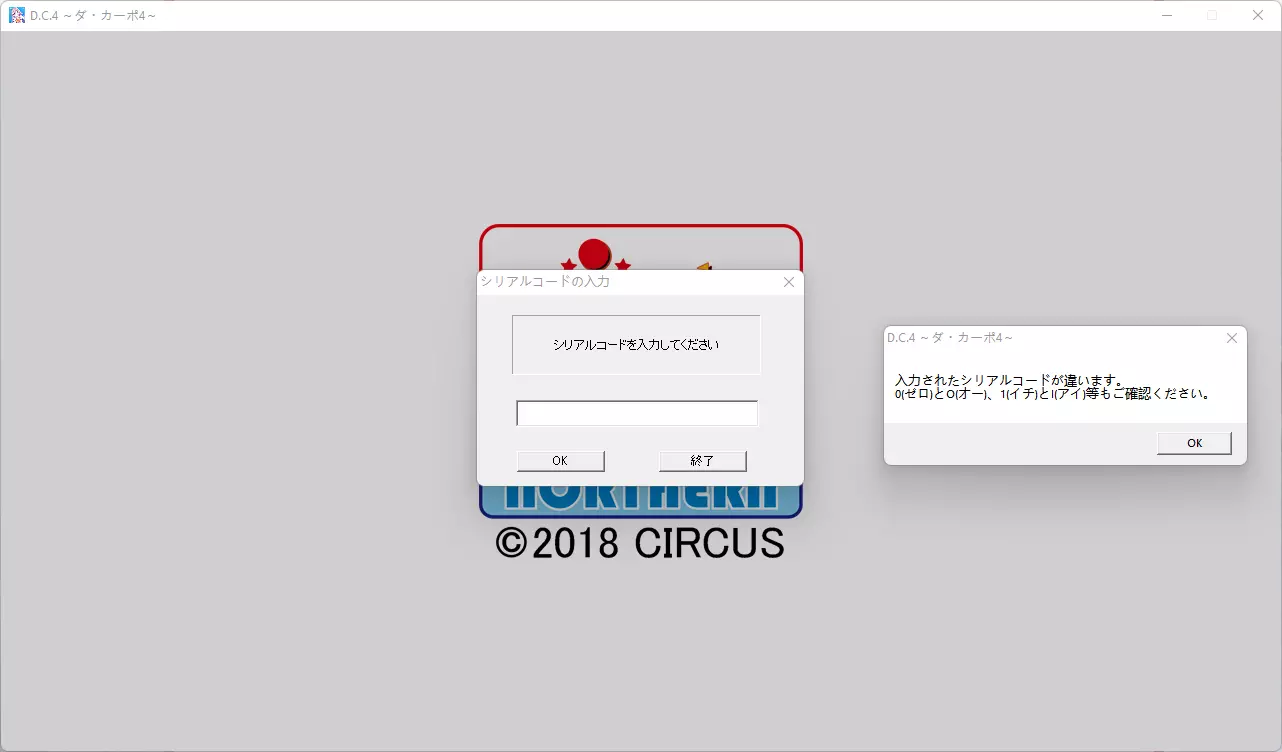 D.C.4 ～ダ・カーポ4～
シリアルコードの入力
シリアルコードを入力してください
OK
終了
D.C.4 ～ダ・カーポ4～
入力されたシリアルコードが違います。
0(ゼロ)とO(オー)、1(イチ)とI(アイ)等もご確認ください。
OK
NORTHERN
©2018 CIRCUS